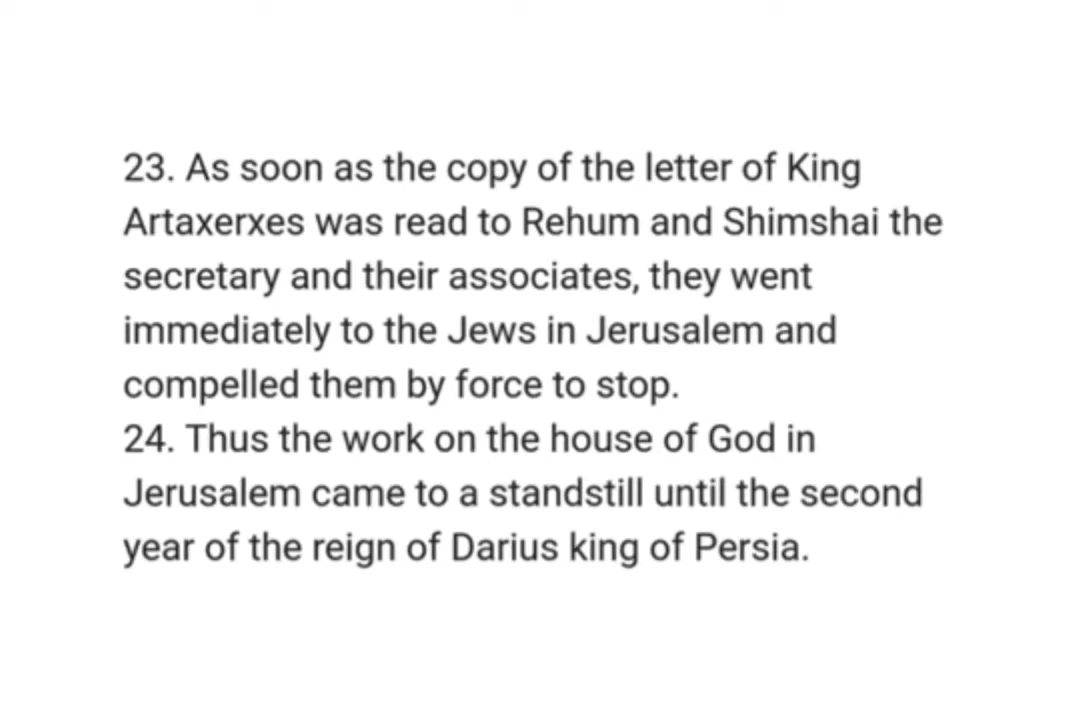 23. As soon as the copy of the letter of King
Artaxerxes was read to Rehum and Shimshai the
secretary and their associates, they went
immediately to the Jews in Jerusalem and
compelled them by force to stop.
24. Thus the work on the house of God in
Jerusalem came to a standstill until the second
year of the reign of Darius king of Persia.